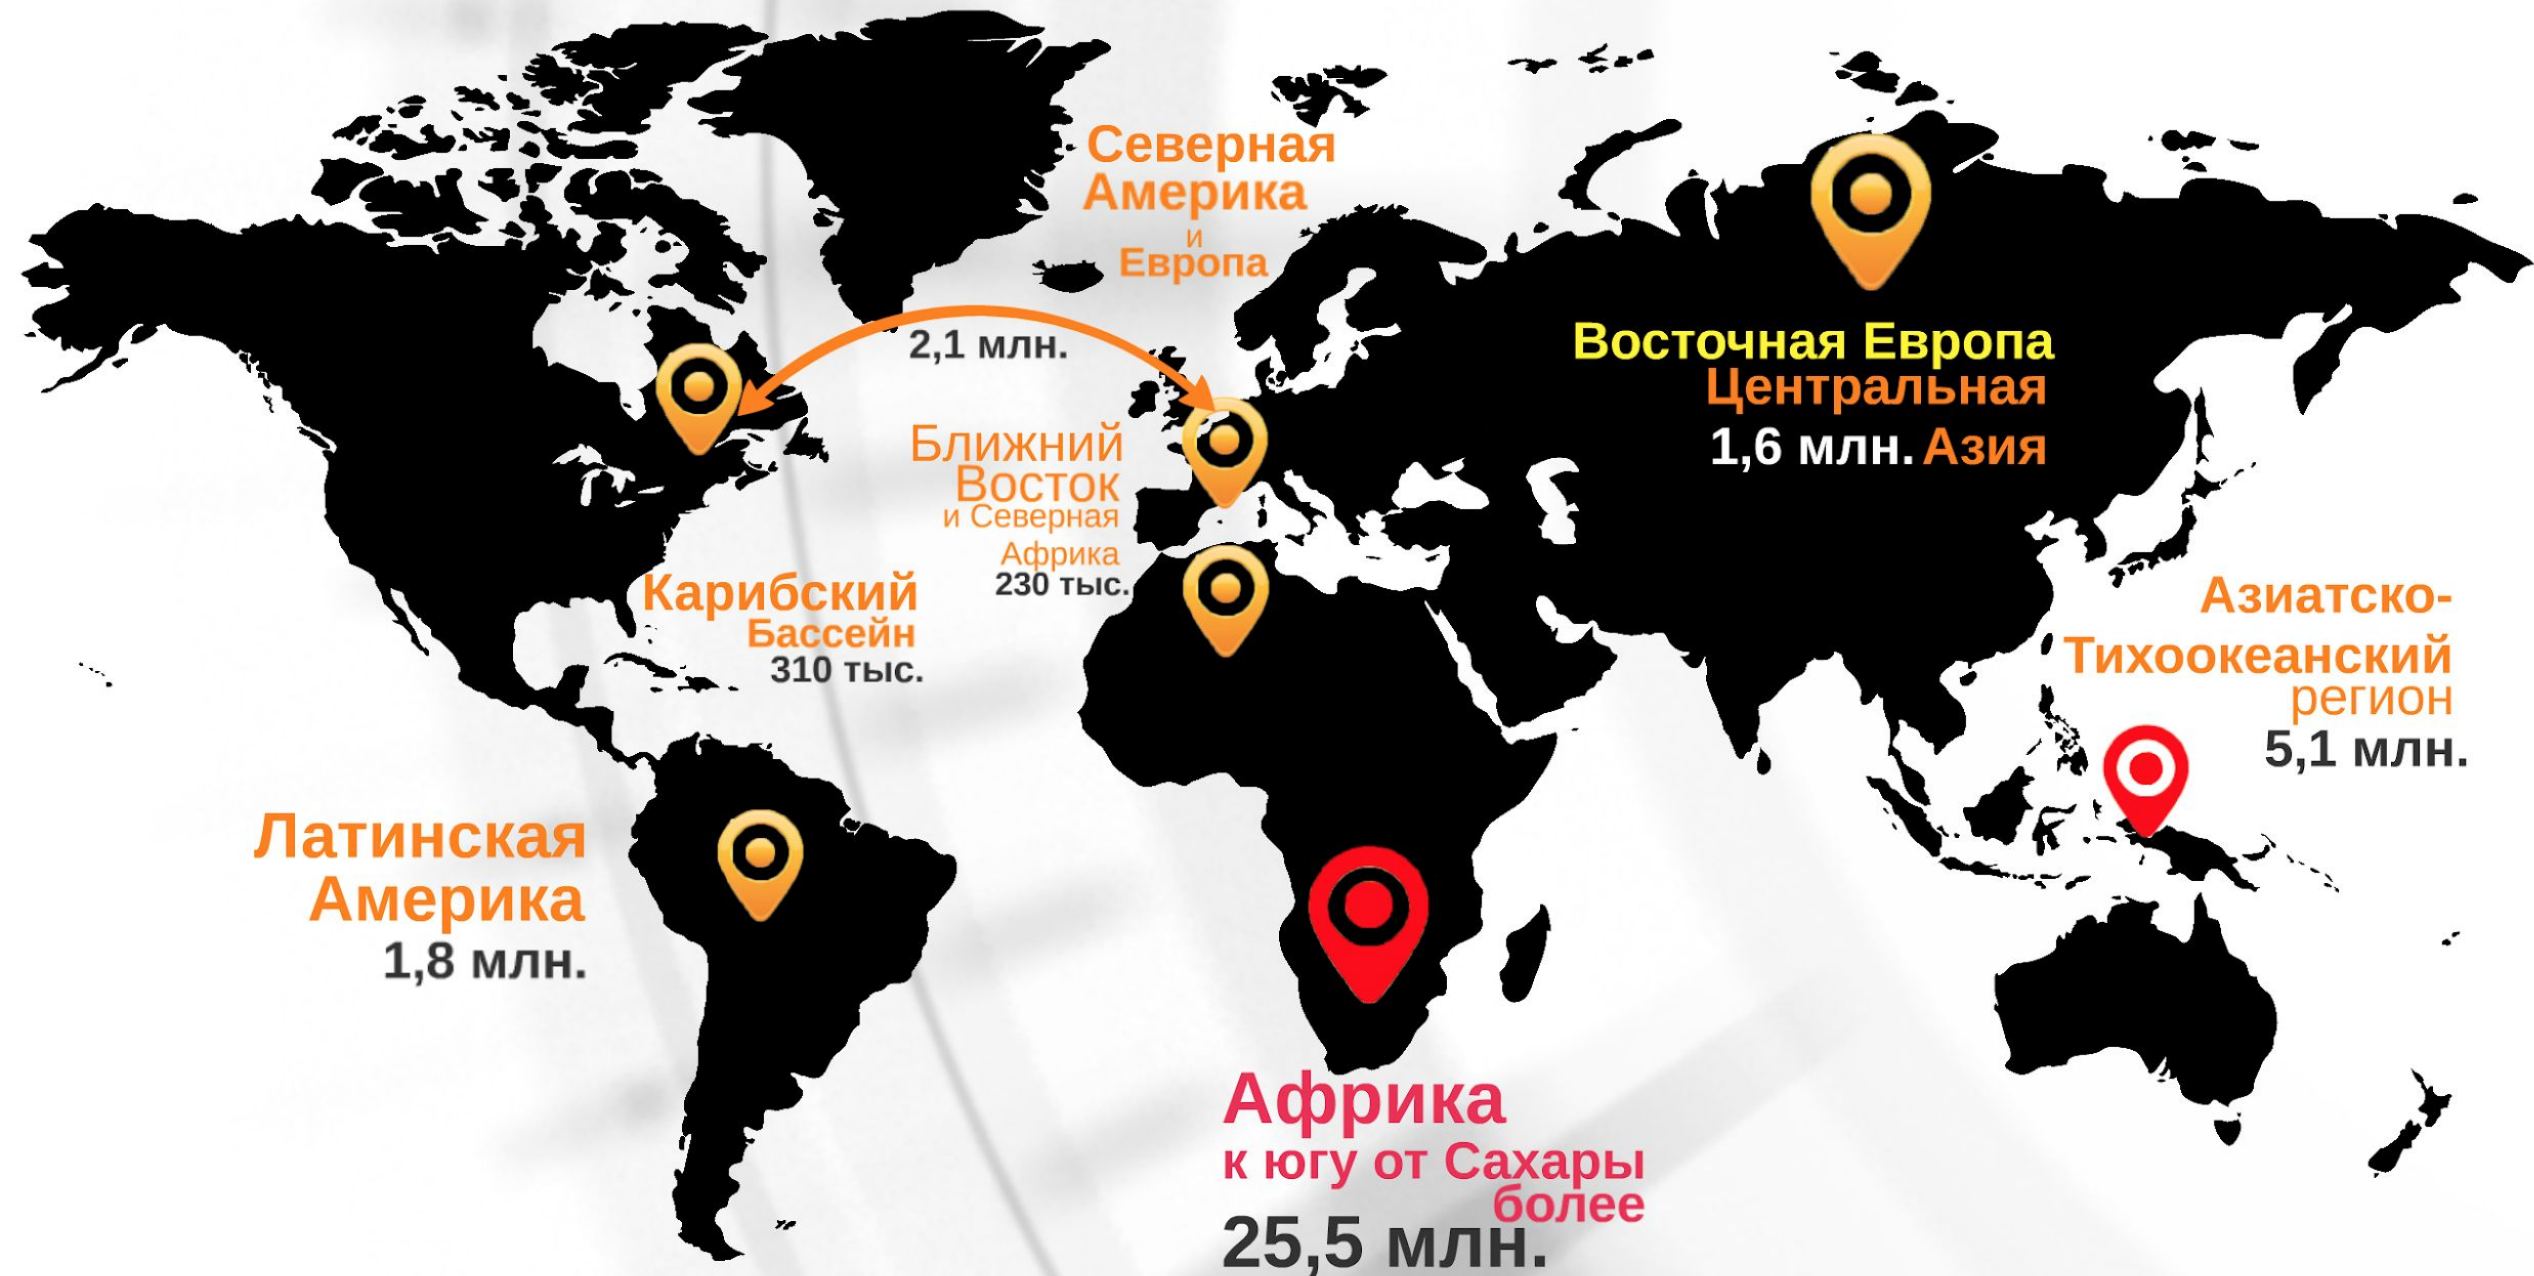 Северная
Америка
и
Европа
2,1 млн.
Восточная Европа
Центральная
1,6 млн. Азия
Ближний
Восток
и Северная
Африка
230 тыс.
Карибский
Бассейн
310 тыс.
Азиатско-
Тихоокеанский
регион
5,1 млн.
Латинская
Америка
1,8 млн.
Африка
к югу от Сахары
более
25,5 млн.